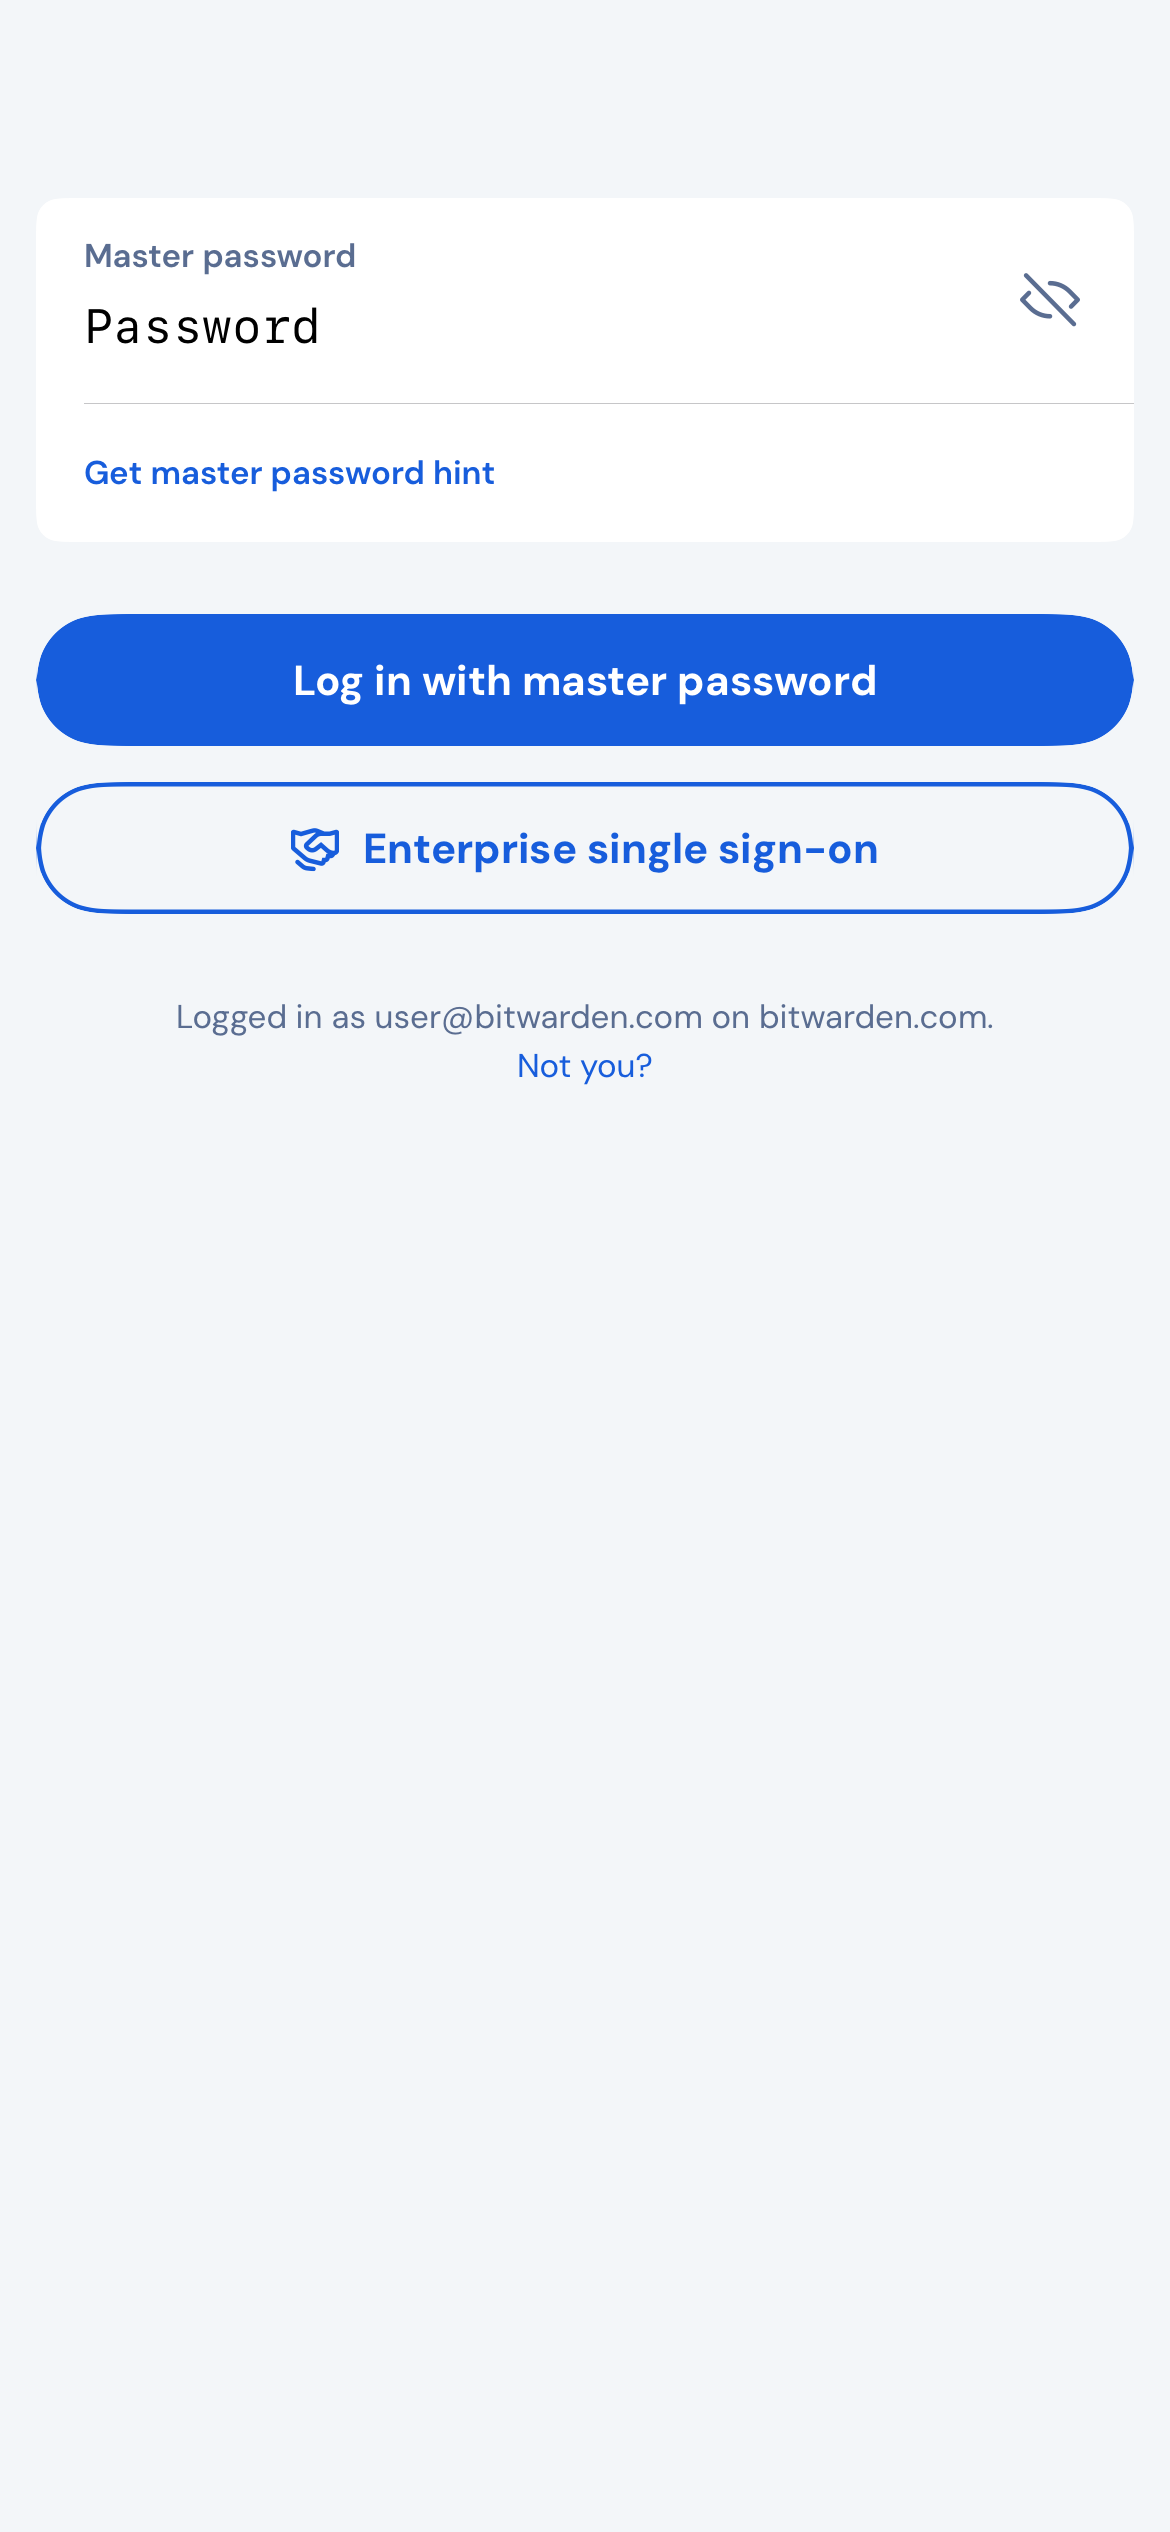 Master password
Password
Get master password hint
Log in with master password
Enterprise single sign-on
Logged in as user@bitwarden.com on bitwarden.com.
Not you?